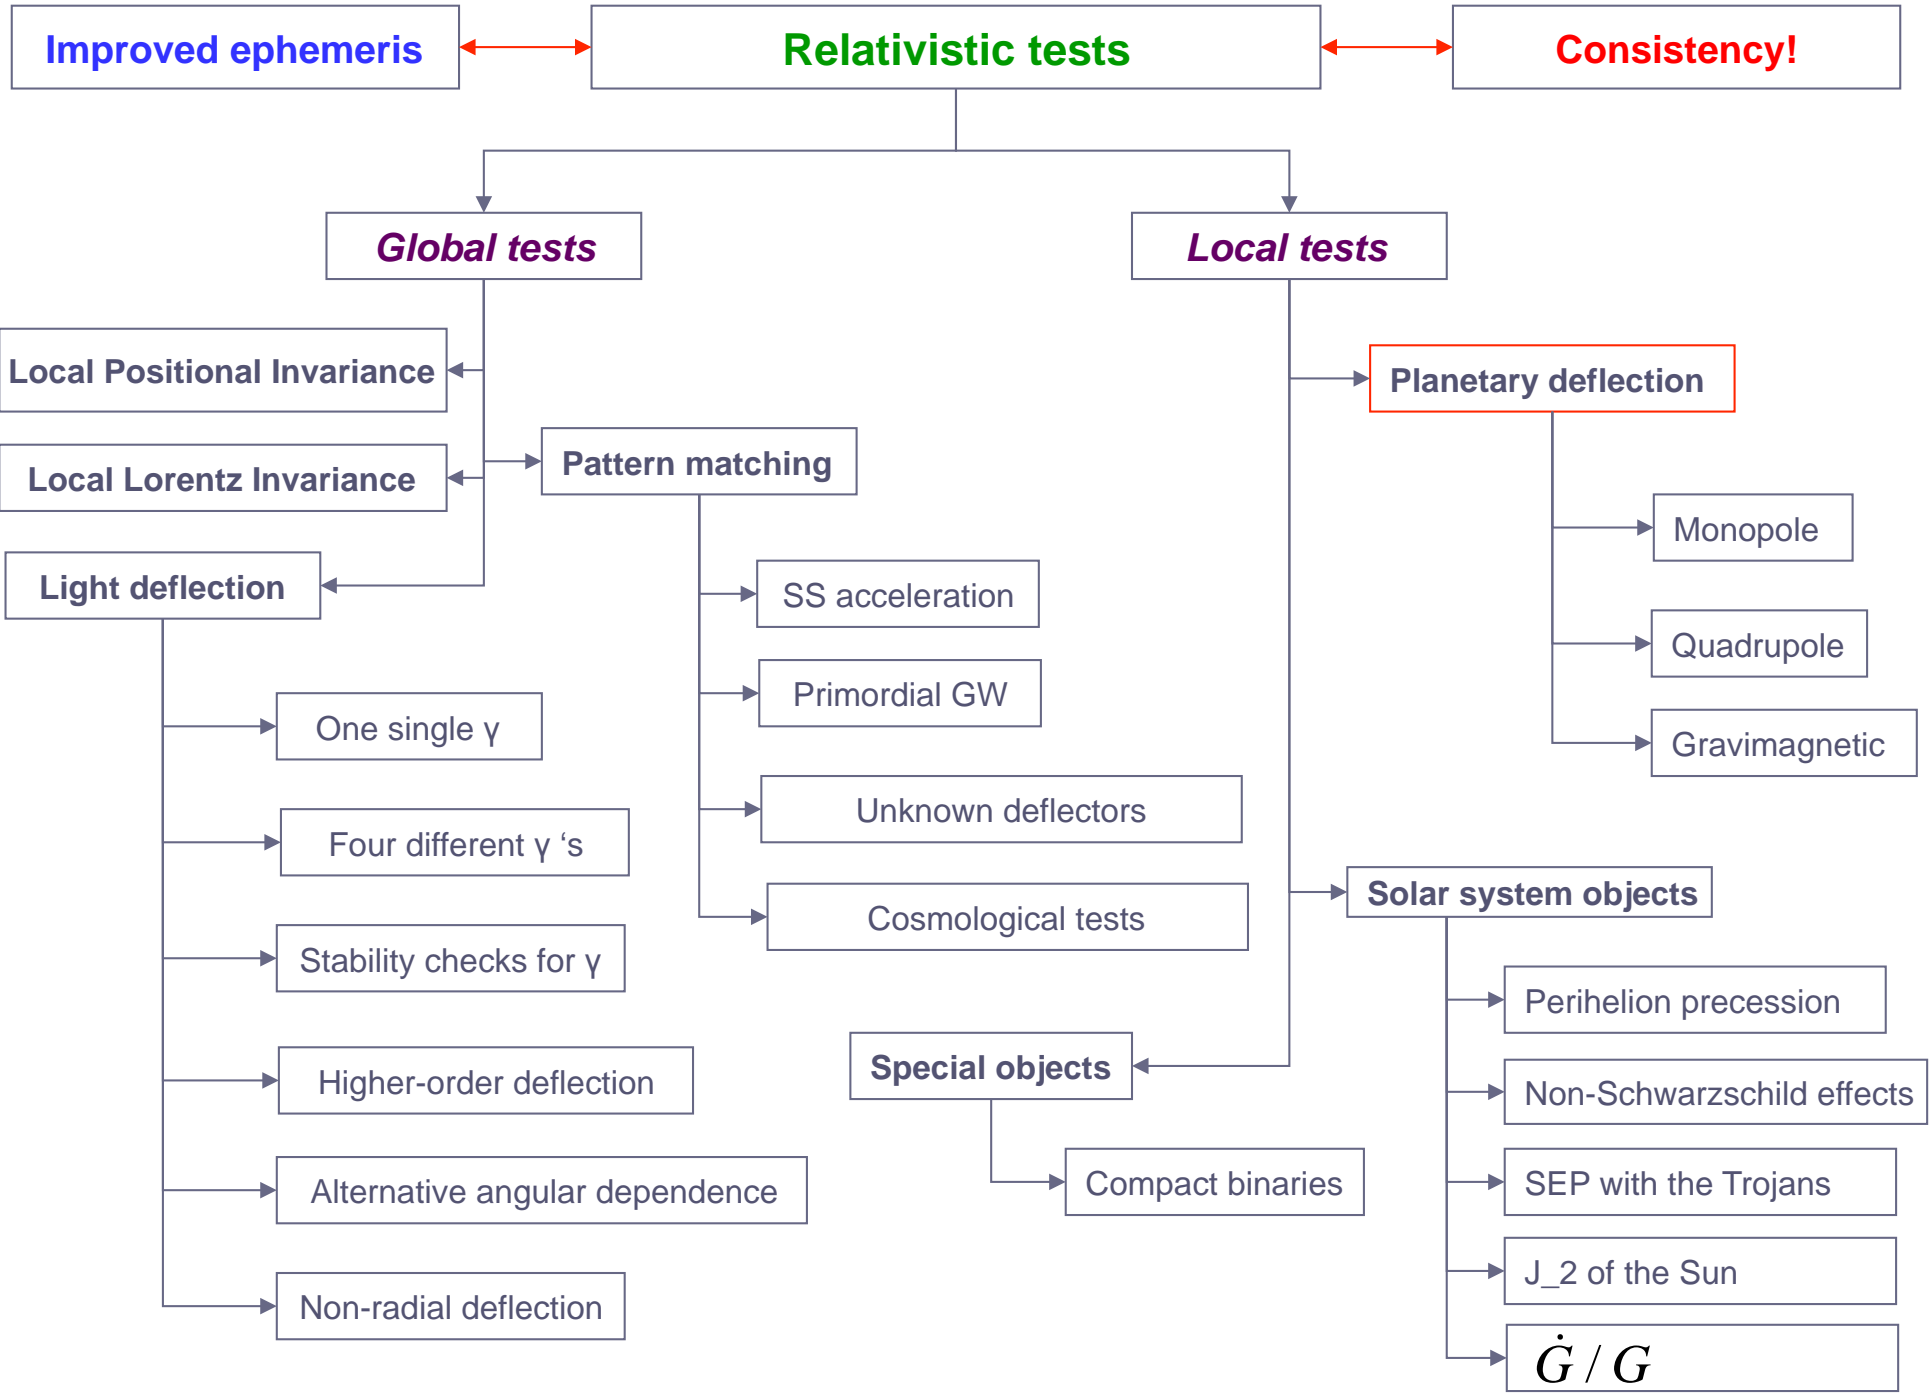 Improved ephemeris
Relativistic tests
Consistency!
Global tests
Local tests
Local Positional Invariance
Planetary deflection
Pattern matching
Local Lorentz Invariance
Monopole
Light deflection
SS acceleration
Quadrupole
Primordial GW
One single γ
Gravimagnetic
Unknown deflectors
Four different γ ‘s
Solar system objects
Cosmological tests
Stability checks for γ
Perihelion precession
Special objects
Higher-order deflection
Non-Schwarzschild effects
Compact binaries
SEP with the Trojans
Alternative angular dependence
J_2 of the Sun
Non-radial deflection
Ġ / G